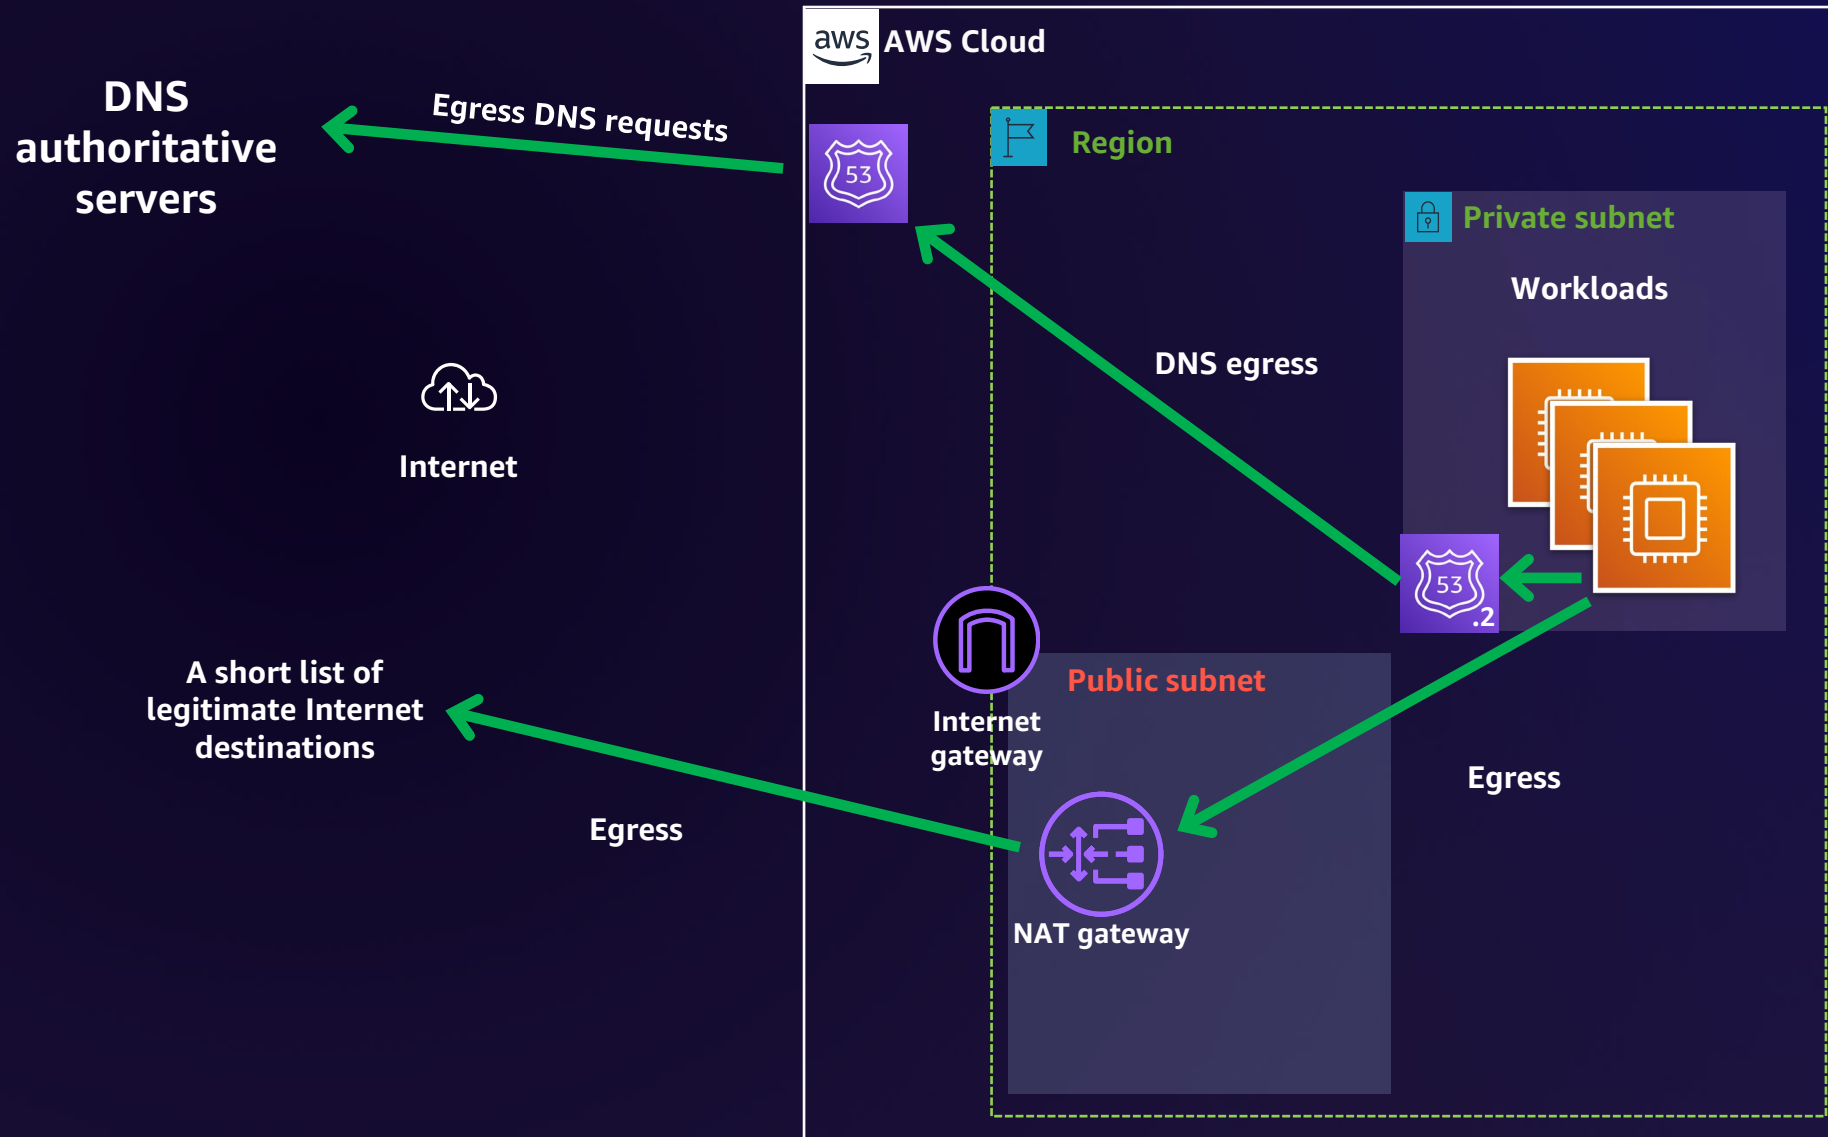 aws
AWS Cloud
DNS
authoritative
servers
Egress DNS requests
53
Region
Private subnet
Workloads
DNS egress
Internet
53
.2
Public subnet
Internet
gateway
A short list of
legitimate Internet
destinations
Egress
Egress
NAT gateway